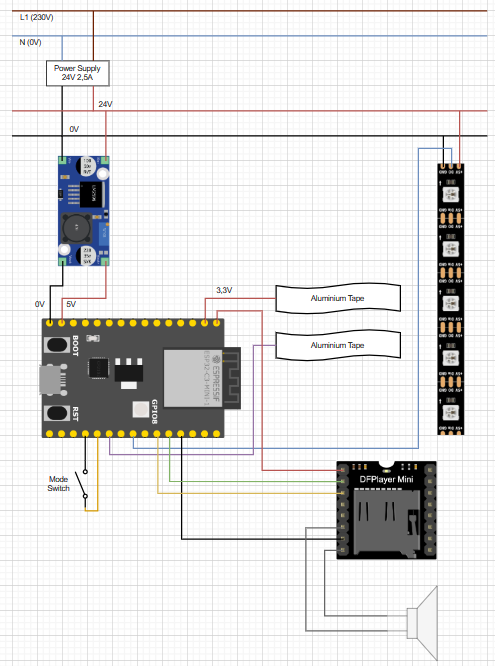 L1 (230V)
N (0V)
Power Supply
24V 2,5A
24V
0V
0V
5V
3,3V
Aluminium Tape
Aluminium Tape
BOOT
RST
GPIO8
ESP32-C3-MINI-1
ESPRESSIF
Mode
Switch
DFPlayer Mini